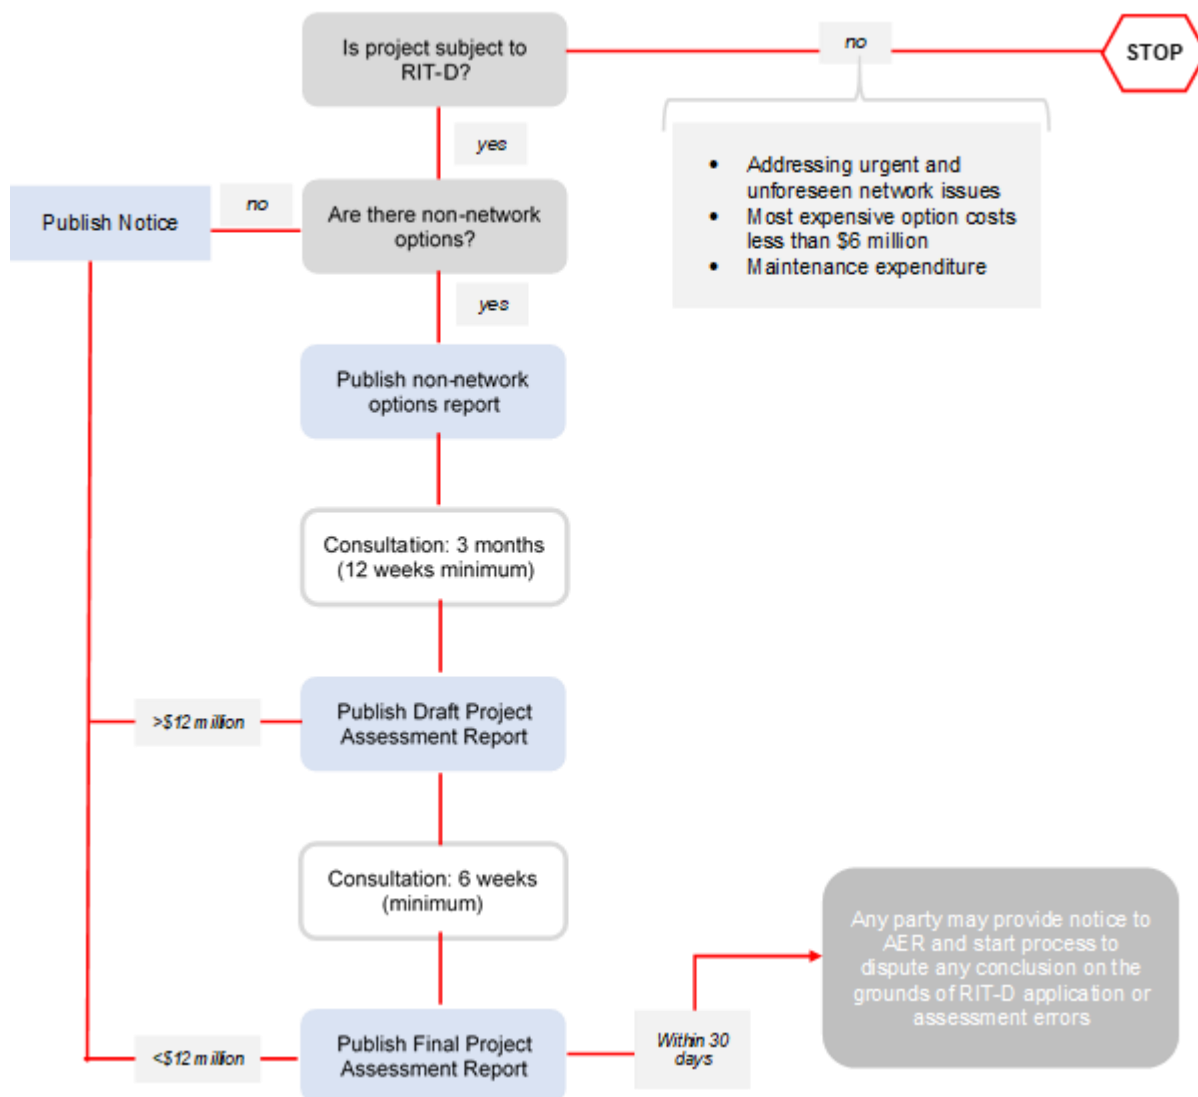 Is project subject to
RIT-D?
no
STOP
yes
• Addressing urgent and
unforeseen network issues
• Most expensive option costs
less than $6 million
• Maintenance expenditure
Publish Notice
no
Are there non-network
options?
yes
Publish non-network
options report
Consultation: 3 months
(12 weeks minimum)
>$12 million
Publish Draft Project
Assessment Report
Consultation: 6 weeks
(minimum)
Any party may provide notice to
AER and start process to
dispute any conclusion on the
grounds of RIT-D application or
assessment errors
<$12 million
Publish Final Project
Assessment Report
Within 30
days